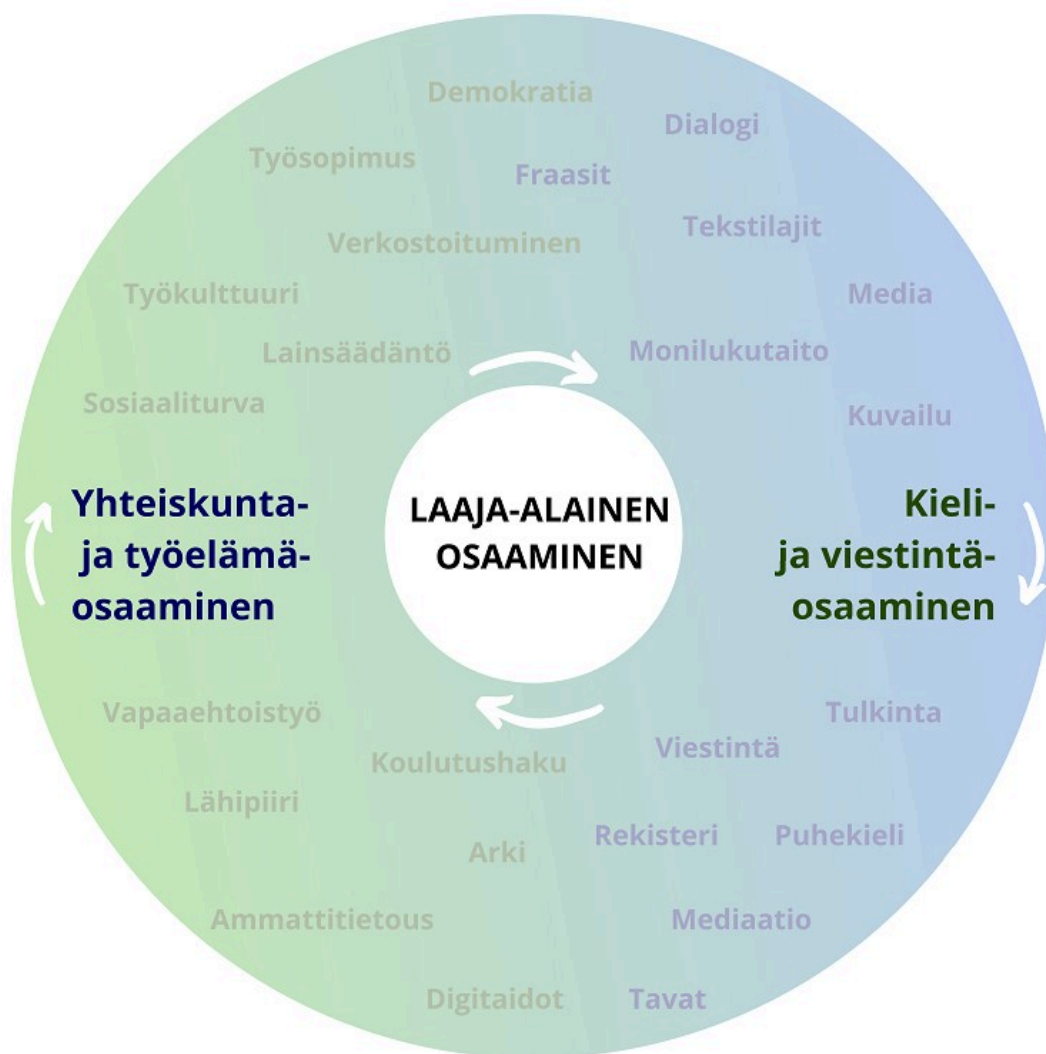 Demokratia
Dialogi
Työsopimus
Fraasit
Tekstilajit
Verkostoituminen
Työkulttuuri
Media
Lainsäädäntö
Monilukutaito
Sosiaaliturva
Kuvailu
Yhteiskunta-
ja työelämä-
osaaminen
LAAJA-ALAINEN
OSAAMINEN
Kieli-
ja viestintä-
osaaminen
Vapaaehtoistyö
Tulkinta
Viestintä
Koulutushaku
Lähipiiri
Rekisteri
Puhekieli
Arki
Ammattitietous
Mediaatio
Digitaidot
Tavat